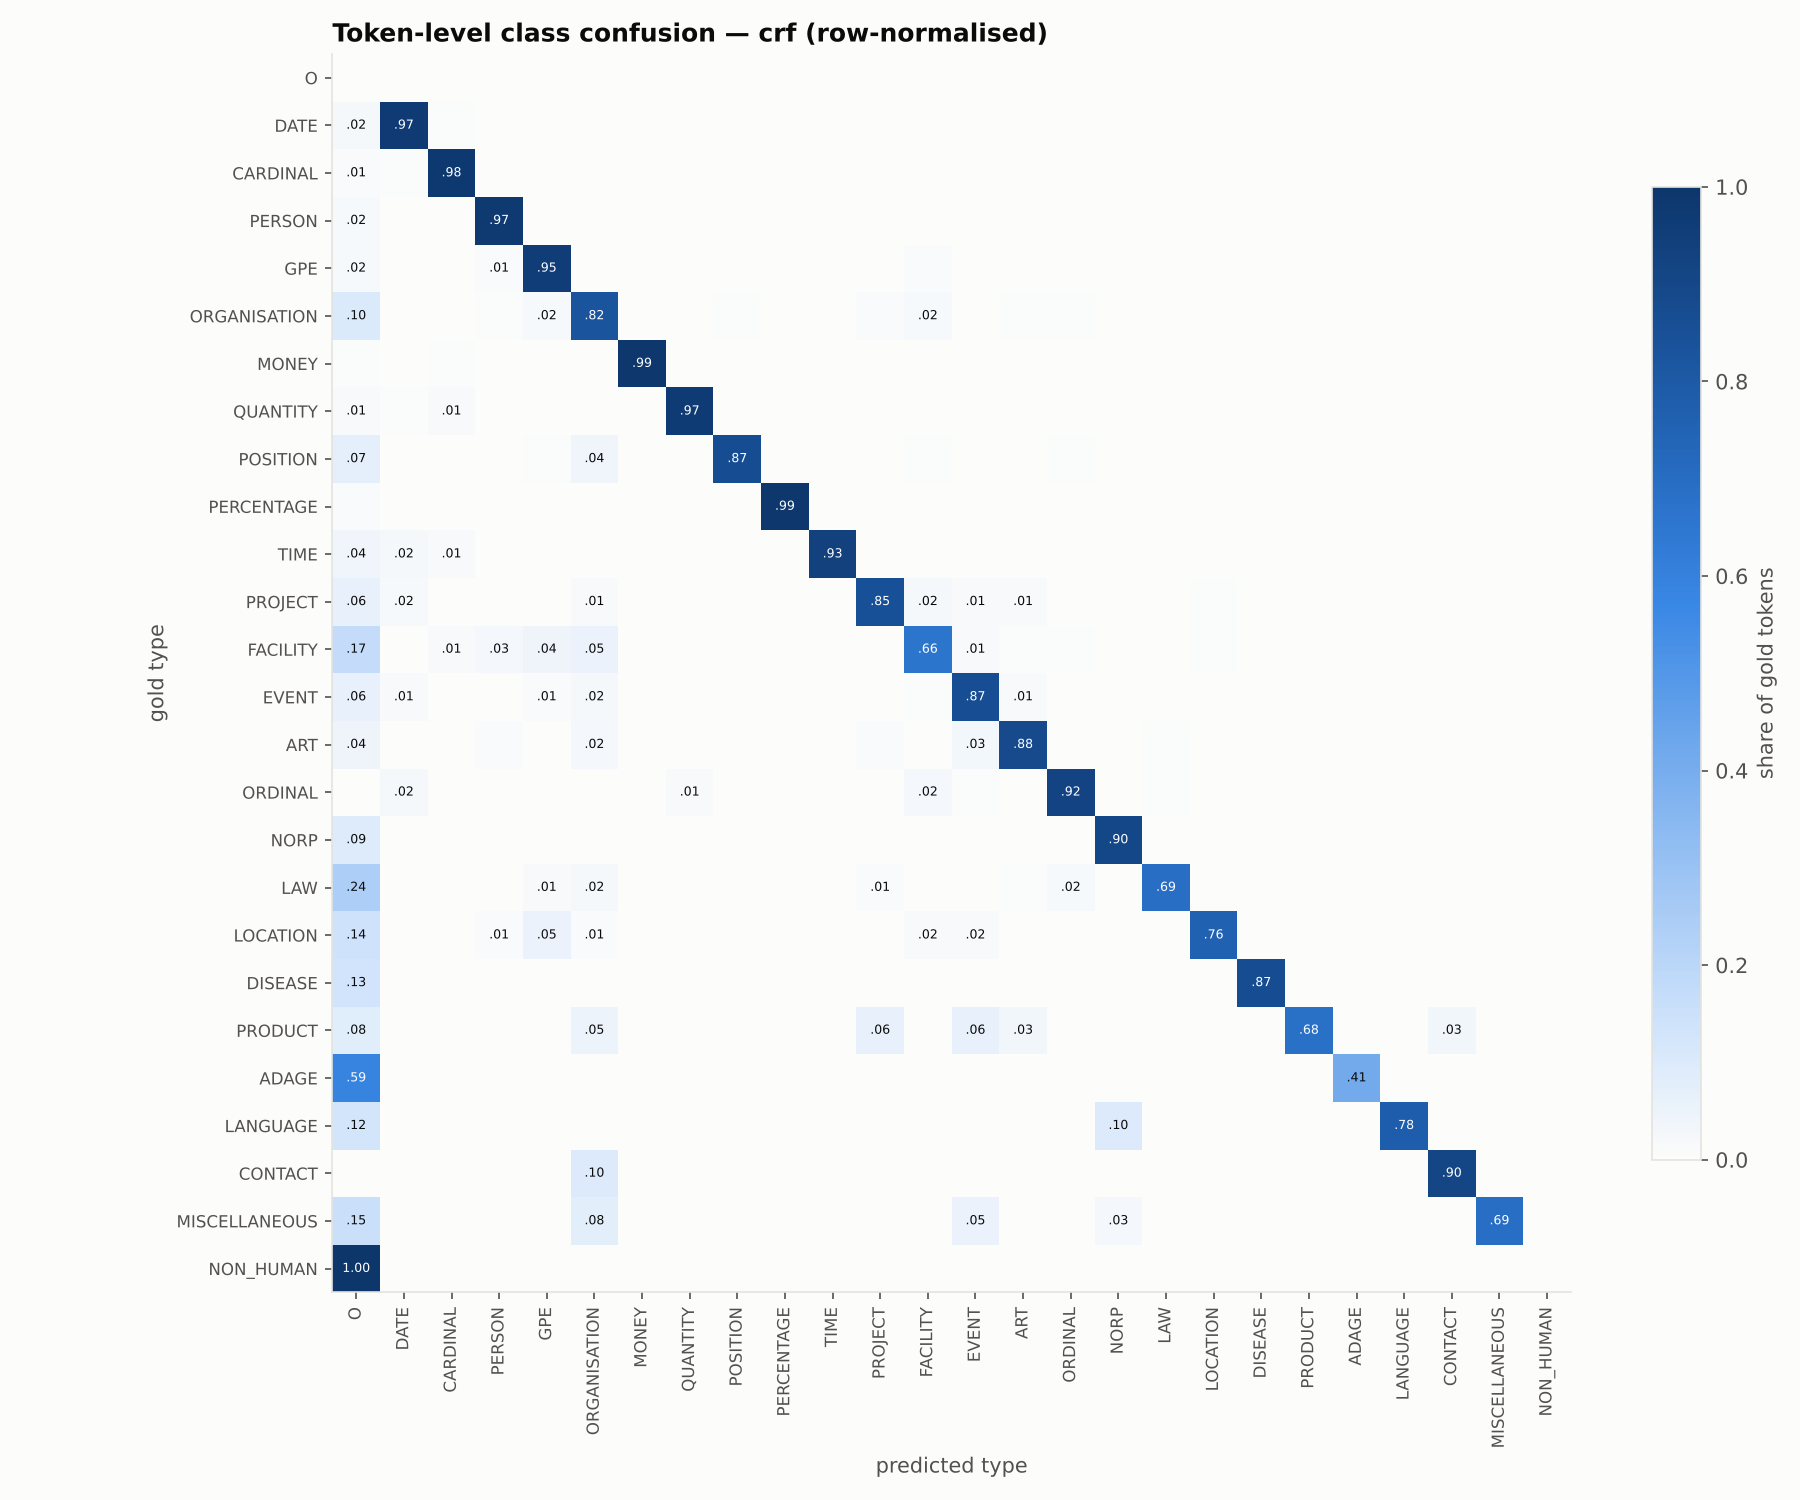 Token-level class confusion — crf (row-normalised)
O
DATE .02 .97
CARDINAL .01 .98
PERSON .02 .97
GPE .02 .01 .95
ORGANISATION .10 .02 .82 .02
MONEY .99
QUANTITY .01 .01 .97
POSITION .07 .04 .87
PERCENTAGE .99
TIME .04 .02 .01 .93
PROJECT .06 .02 .01 .85 .02 .01 .01
FACILITY .17 .01 .03 .04 .05 .66 .01
EVENT .06 .01 .01 .02 .87 .01
ART .04 .02 .03 .88
ORDINAL .02 .01 .02 .92
NORP .09 .90
LAW .24 .01 .02 .01 .02 .69
LOCATION .14 .01 .05 .01 .02 .02 .76
DISEASE .13 .87
PRODUCT .08 .05 .06 .06 .03 .68 .03
ADAGE .59 .41
LANGUAGE .12 .10 .78
CONTACT .10 .90
MISCELLANEOUS .15 .08 .05 .03 .69
NON_HUMAN 1.00
gold type
O DATE CARDINAL PERSON GPE ORGANISATION MONEY QUANTITY POSITION PERCENTAGE TIME PROJECT FACILITY EVENT ART ORDINAL NORP LAW LOCATION DISEASE PRODUCT ADAGE LANGUAGE CONTACT MISCELLANEOUS NON_HUMAN
predicted type
1.0
0.8
0.6
0.4
0.2
0.0
share of gold tokens